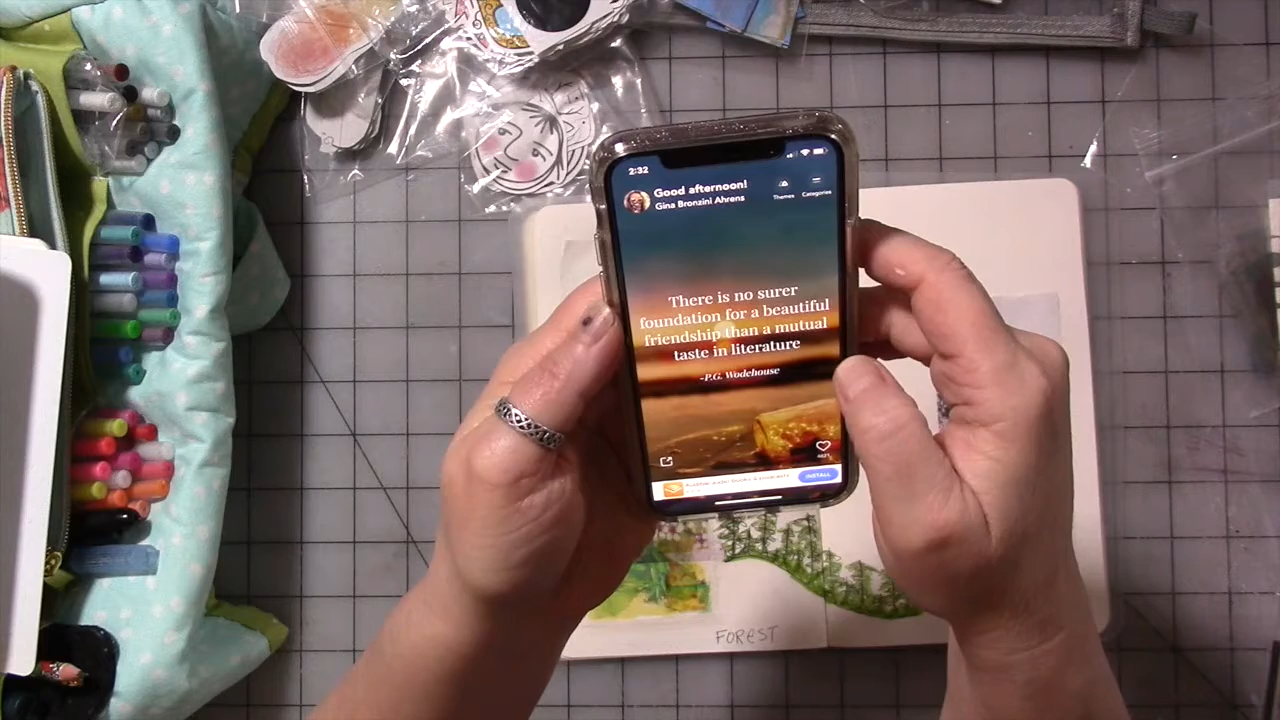 2:32
Good afternoon!
Gina Bronzini Ahrens
Themes
Categories
There is no surer
foundation for a beautiful
friendship than a mutual
taste in literature
-P.G. Wodehouse
INSTALL
FOREST